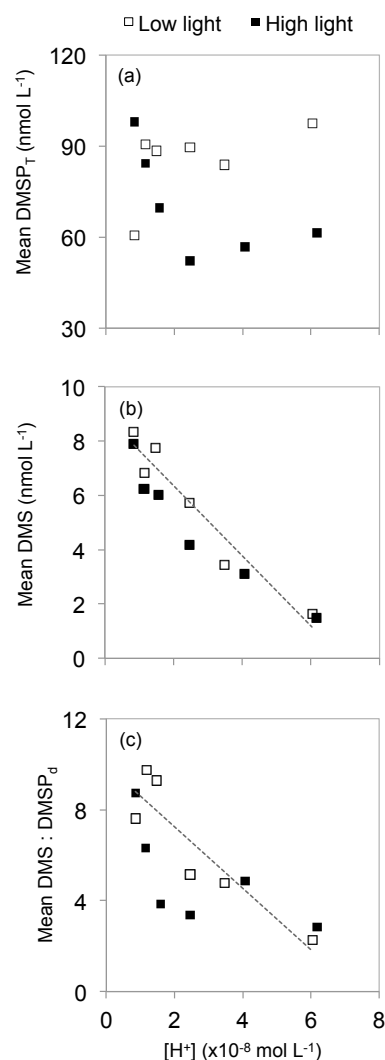 □ Low light ■ High light
120
(a)
90
60
30
Mean DMSP_T (nmol L⁻¹)
10
(b)
8
6
4
2
0
Mean DMS (nmol L⁻¹)
12
(c)
8
4
0
Mean DMS : DMSP_d
0 2 4 6 8
[H⁺] (x10⁻⁸ mol L⁻¹)